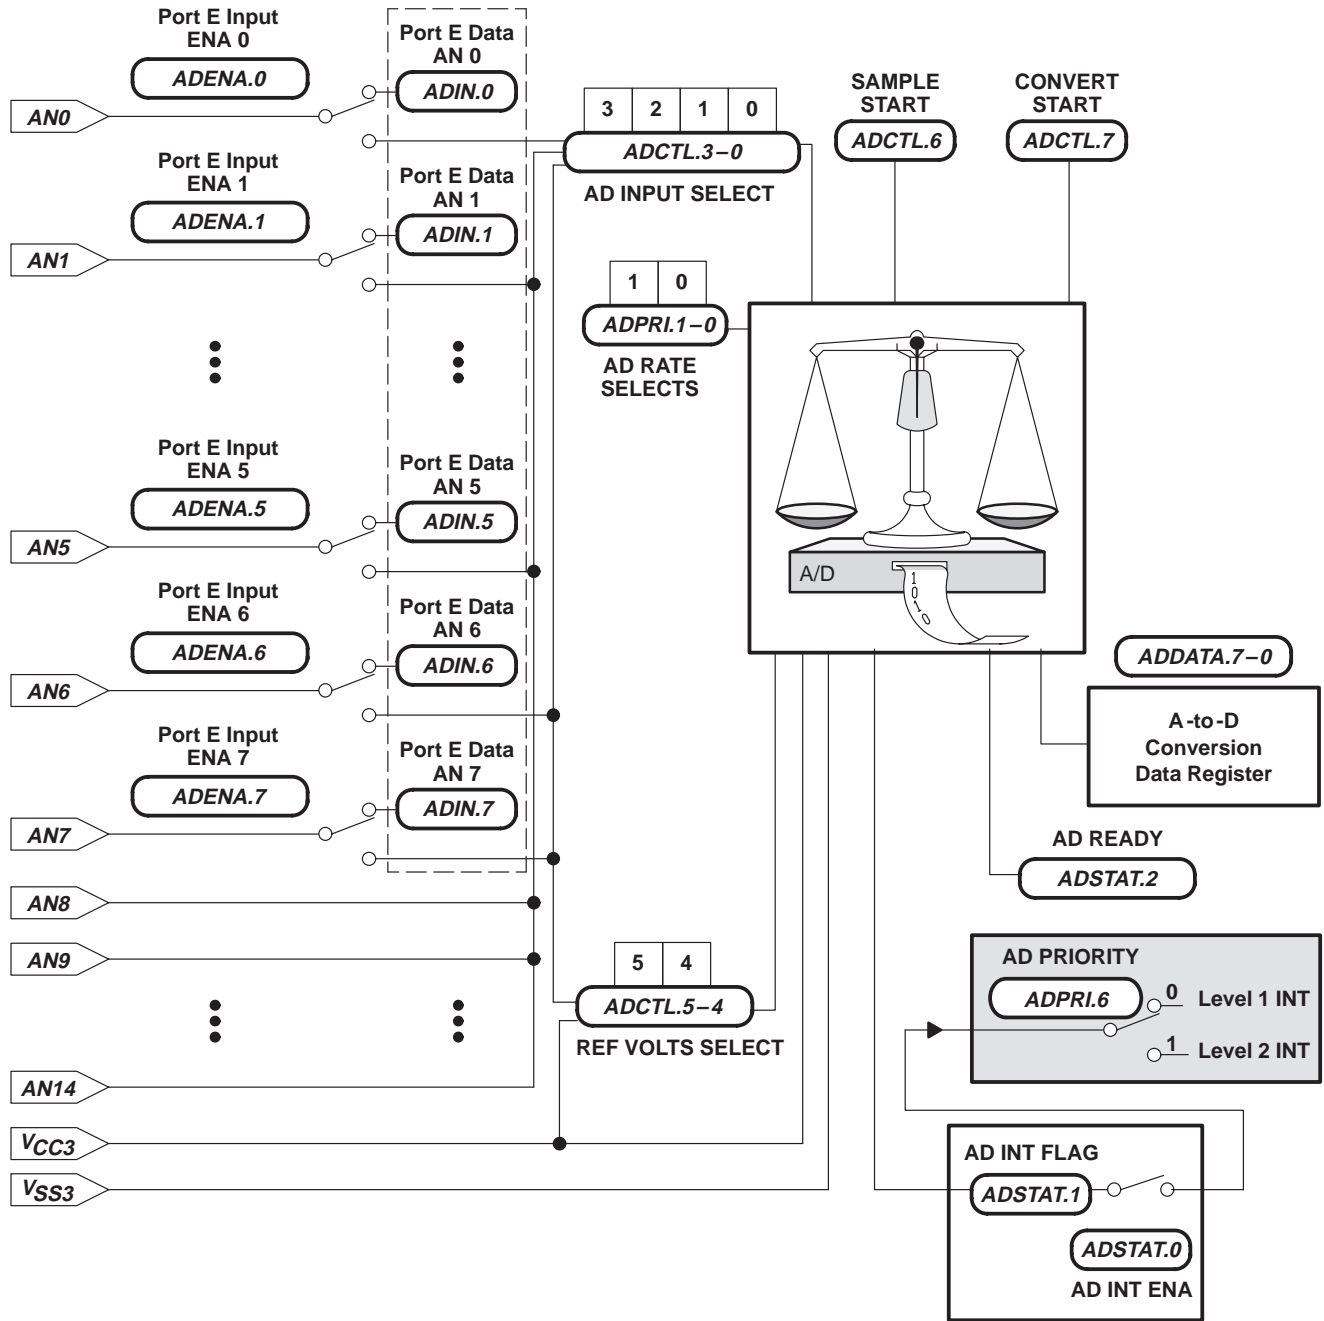 Port E Input
ENA 0
ADENA.0
Port E Data
AN 0
ADIN.0
AN0
3 2 1 0
ADCTL.3–0
AD INPUT SELECT
SAMPLE
START
ADCTL.6
CONVERT
START
ADCTL.7
Port E Input
ENA 1
ADENA.1
Port E Data
AN 1
ADIN.1
AN1
1 0
ADPRI.1–0
AD RATE
SELECTS
A/D
1
0
1
0
Port E Input
ENA 5
ADENA.5
Port E Data
AN 5
ADIN.5
AN5
Port E Input
ENA 6
ADENA.6
Port E Data
AN 6
ADIN.6
AN6
Port E Input
ENA 7
ADENA.7
Port E Data
AN 7
ADIN.7
AN7
ADDATA.7–0
A-to-D
Conversion
Data Register
AD READY
ADSTAT.2
AN8
AN9
5 4
ADCTL.5–4
REF VOLTS SELECT
AD PRIORITY
ADPRI.6
0 Level 1 INT
1 Level 2 INT
AN14
VCC3
VSS3
AD INT FLAG
ADSTAT.1
ADSTAT.0
AD INT ENA